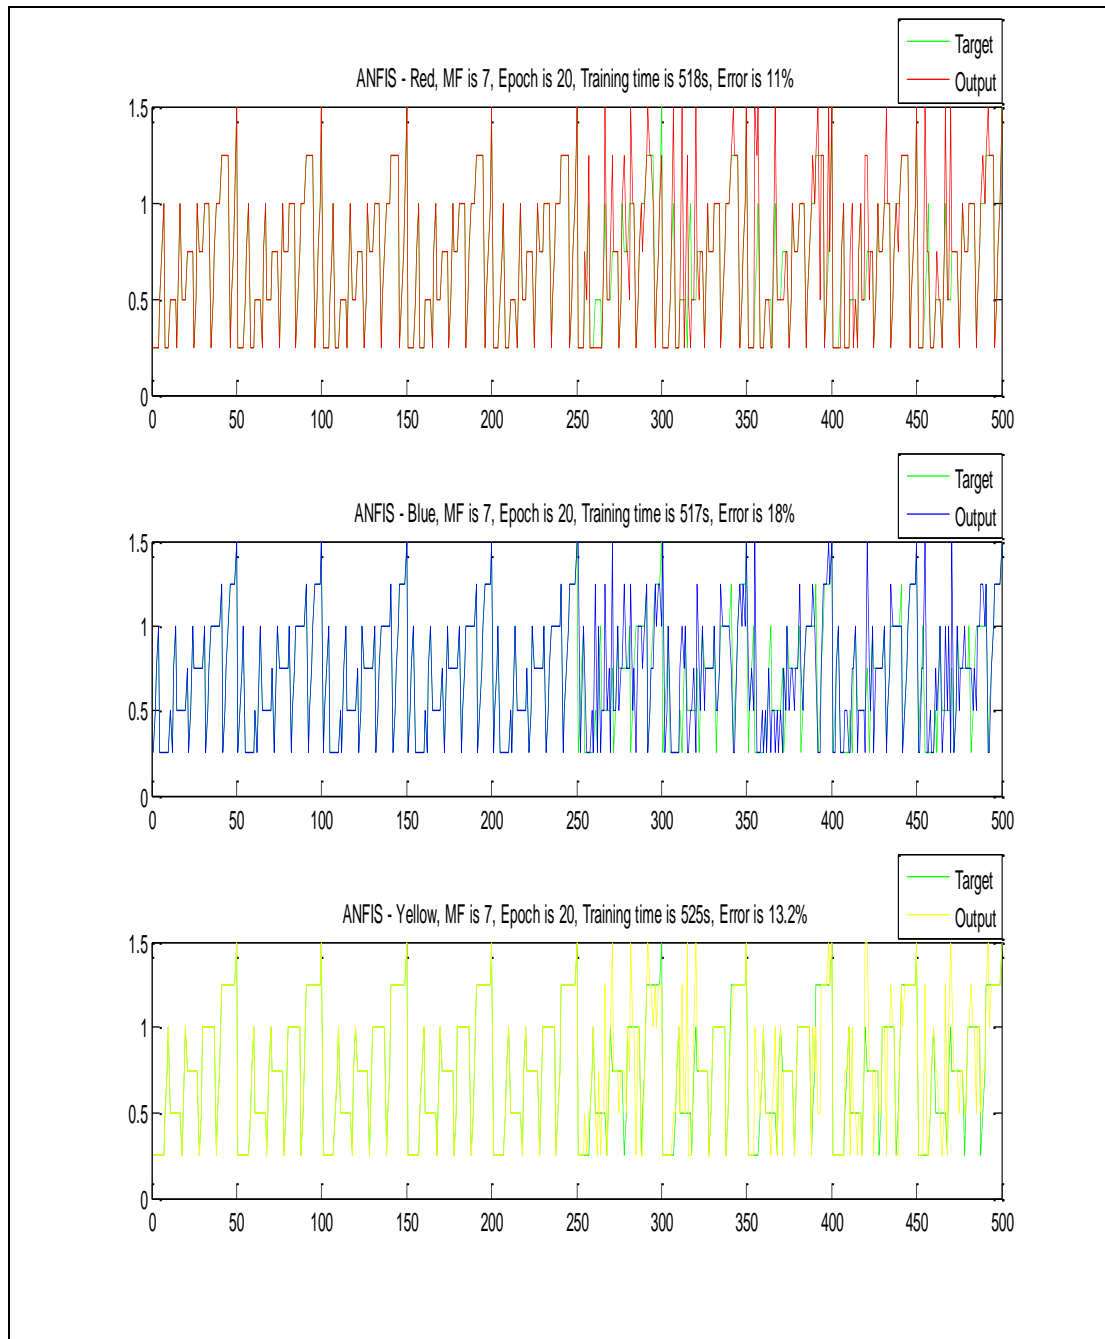 Target
Output
ANFIS - Red, MF is 7, Epoch is 20, Training time is 518s, Error is 11%
1.5
1
0.5
0
0 50 100 150 200 250 300 350 400 450 500
Target
Output
ANFIS - Blue, MF is 7, Epoch is 20, Training time is 517s, Error is 18%
1.5
1
0.5
0
0 50 100 150 200 250 300 350 400 450 500
Target
Output
ANFIS - Yellow, MF is 7, Epoch is 20, Training time is 525s, Error is 13.2%
1.5
1
0.5
0
0 50 100 150 200 250 300 350 400 450 500